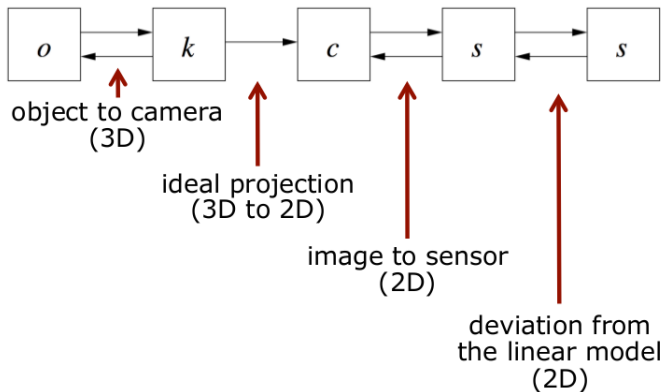 o k c s s
object to camera
(3D)
ideal projection
(3D to 2D)
image to sensor
(2D)
deviation from
the linear model
(2D)